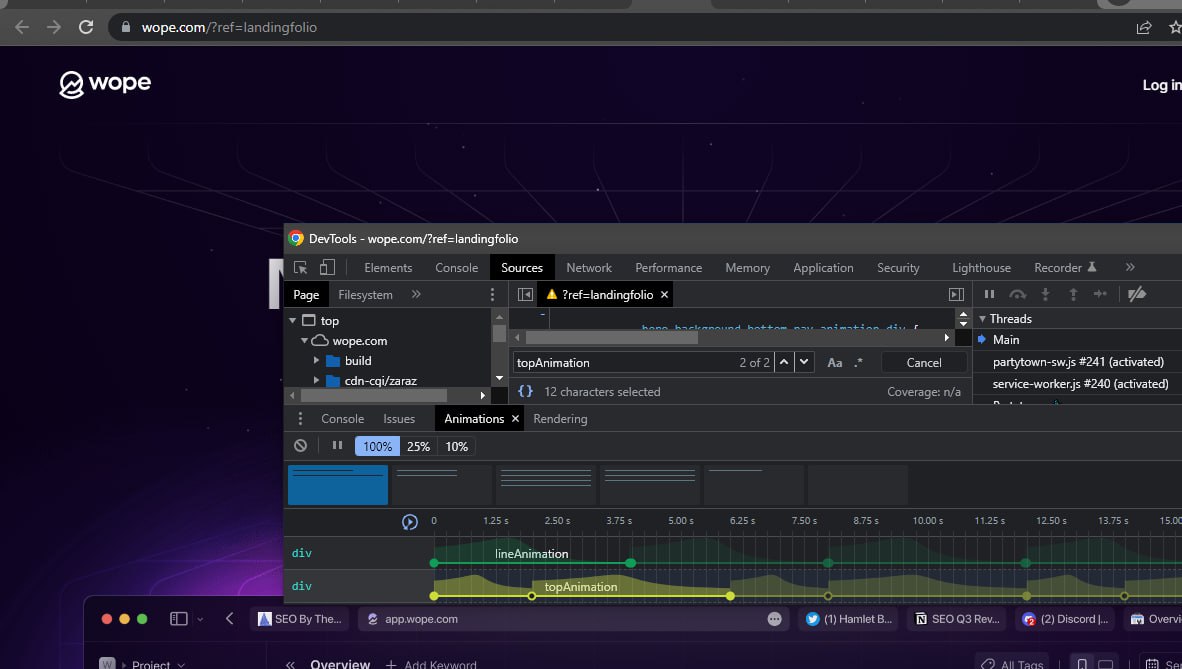 wope.com/?ref=landingfolio
wope
Log in
DevTools - wope.com/?ref=landingfolio
Elements Console Sources Network Performance Memory Application Security Lighthouse Recorder »
Page Filesystem » ?ref=landingfolio ×
top
wope.com
build
cdn-cgi/zaraz
topAnimation 2 of 2 Aa .* Cancel
{} 12 characters selected Coverage: n/a
Threads
Main
partytown-sw.js #241 (activated)
service-worker.js #240 (activated)
Console Issues Animations × Rendering
100% 25% 10%
0 1.25 s 2.50 s 3.75 s 5.00 s 6.25 s 7.50 s 8.75 s 10.00 s 11.25 s 12.50 s 13.75 s 15.00
div lineAnimation
div topAnimation
SEO By The... app.wope.com (1) Hamlet B... SEO Q3 Rev... (2) Discord |... Overvi
W Project « Overview + Add Keyword All Tags Se